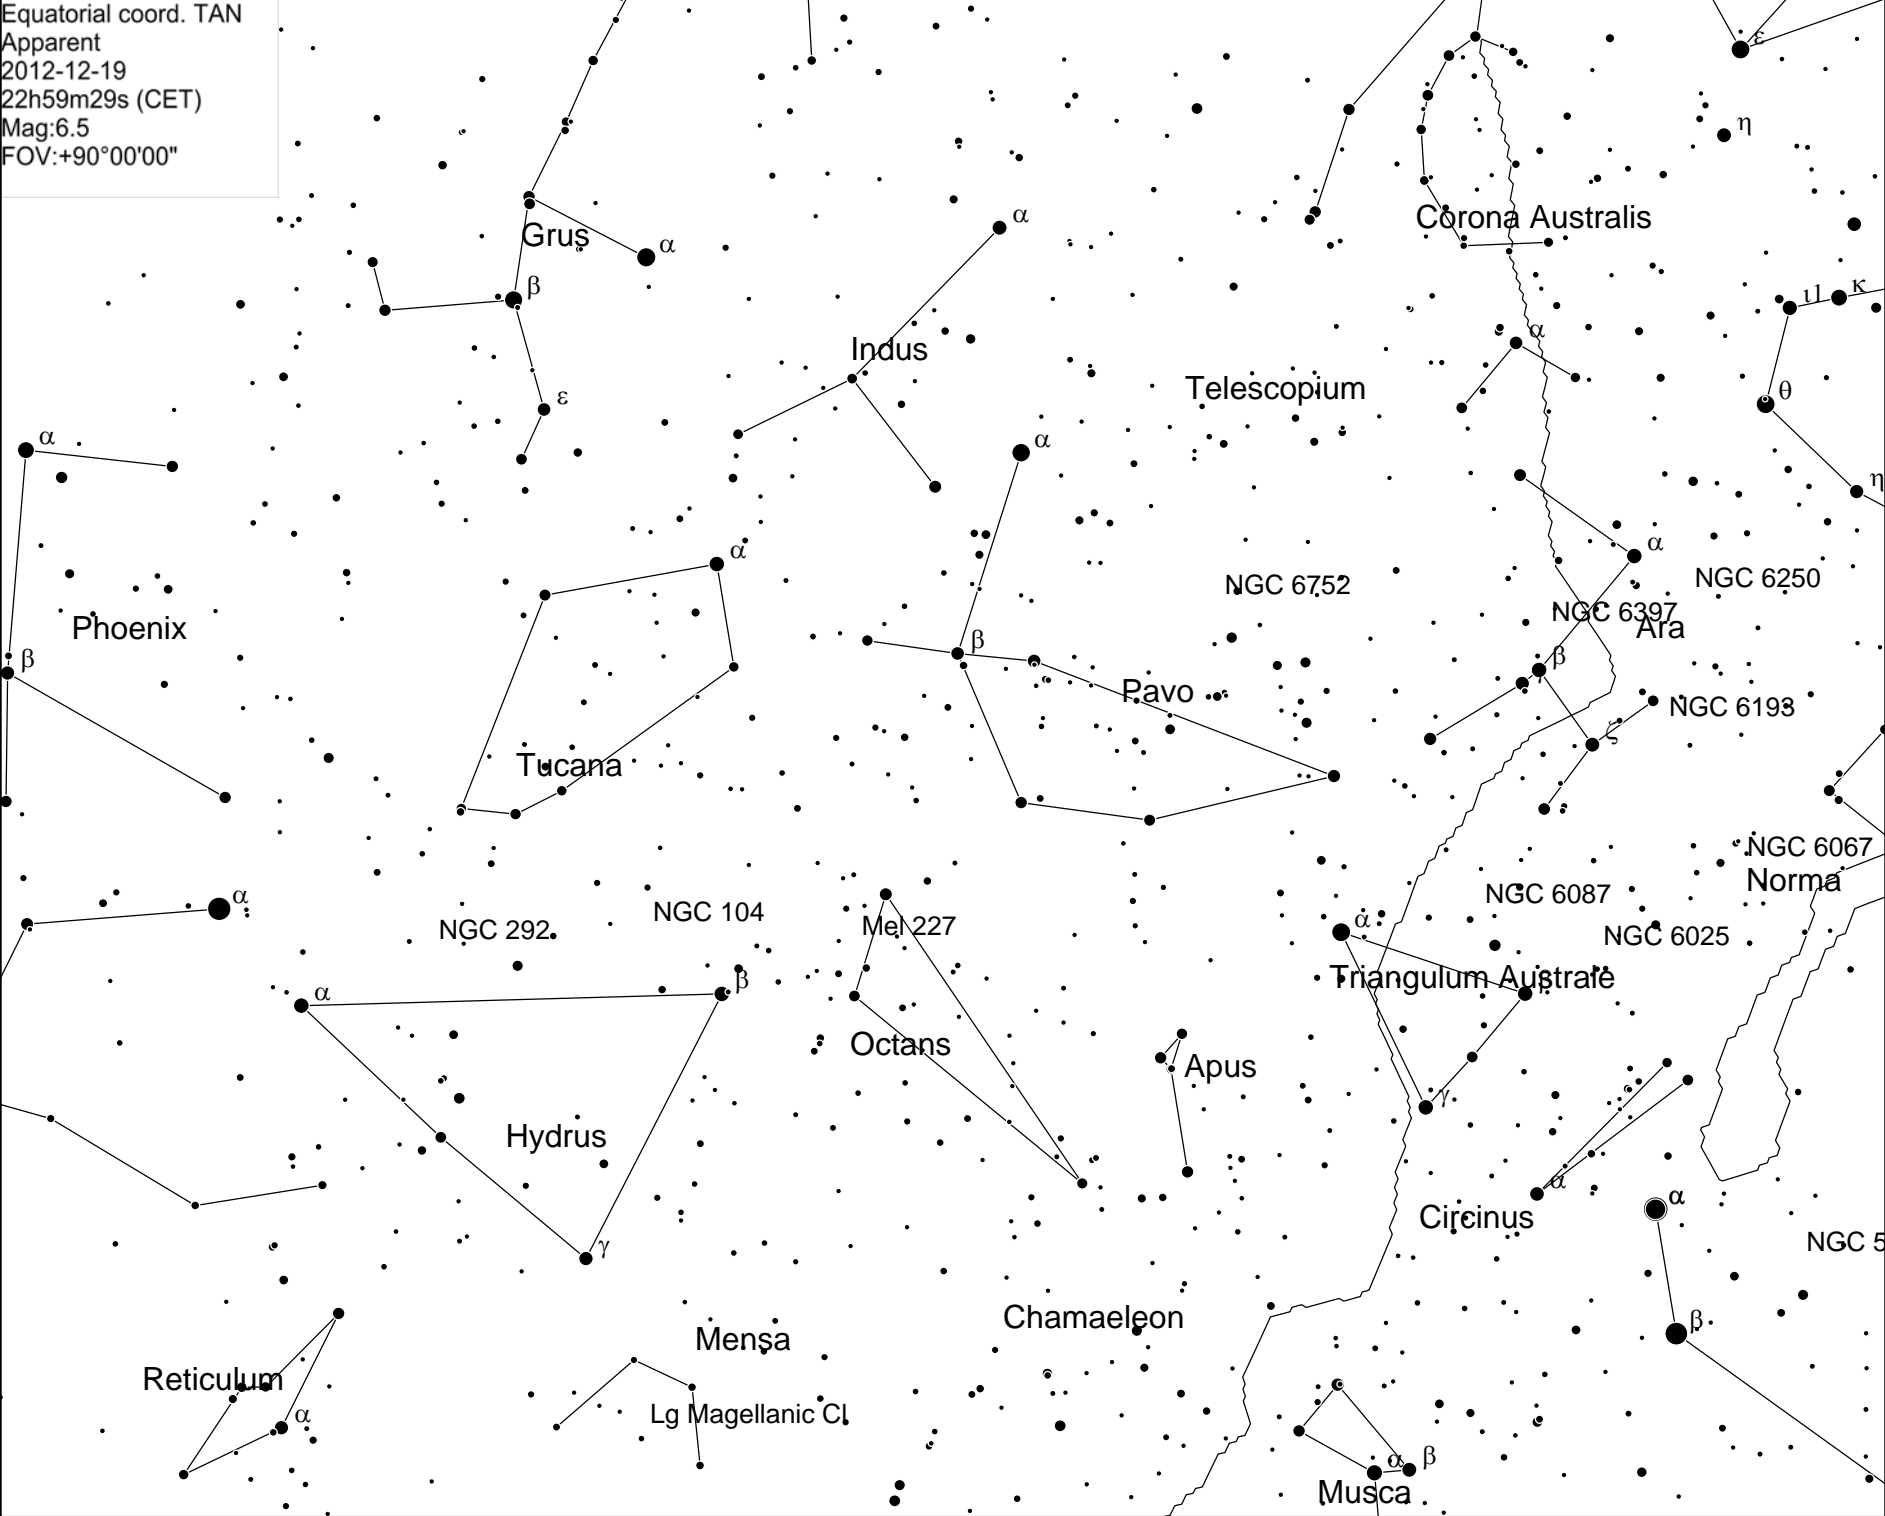 Equatorial coord. TAN
Apparent
2012-12-19
22h59m29s (CET)
Mag:6.5
FOV:+90°00'00"
ε
η
α
Corona Australis
Grus
α
β
ι1
κ
α
Indus
Telescopium
θ
ε
α
α
η
α
α
NGC 6752
NGC 6250
NGC 6397
Ara
Phoenix
β
β
β
Pavo
NGC 6193
ζ
Tucana
NGC 6067
Norma
α
NGC 6087
NGC 104
Mel 227
α
NGC 292
NGC 6025
Triangulum Australe
β
α
β
Octans
Apus
γ
Hydrus
α
α
Circinus
γ
NGC 5
Chamaeleon
β
Mensa
Reticulum
α
Lg Magellanic Cl
α
β
Musca